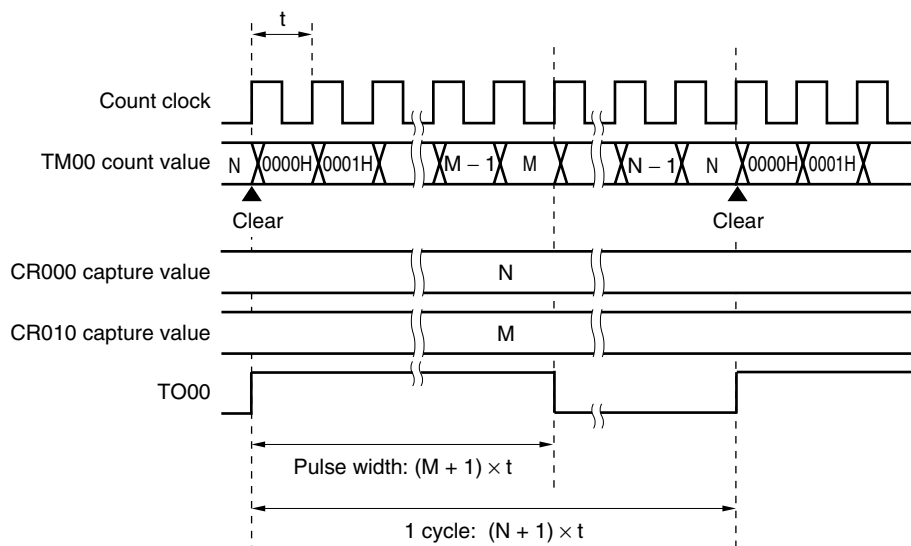 t
Count clock
TM00 count value N 0000H 0001H M – 1 M N – 1 N 0000H 0001H
Clear Clear
CR000 capture value N
CR010 capture value M
TO00
Pulse width: (M + 1) × t
1 cycle: (N + 1) × t